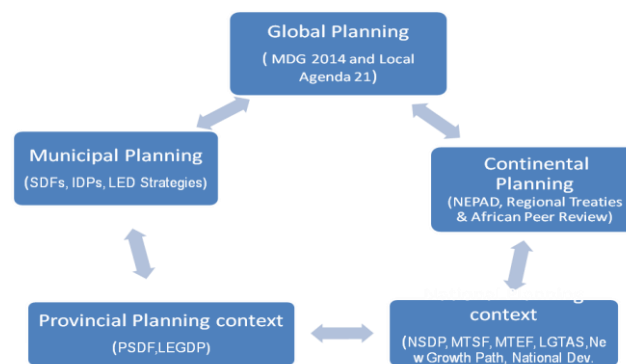 Global Planning
( MDG 2014 and Local
Agenda 21)
Municipal Planning
(SDFs, IDPs, LED Strategies)
Continental
Planning
(NEPAD, Regional Treaties
& African Peer Review)
Provincial Planning context
(PSDF,LEGDP)
context
(NSDP, MTSF, MTEF, LGTAS,Ne
w Growth Path, National Dev.